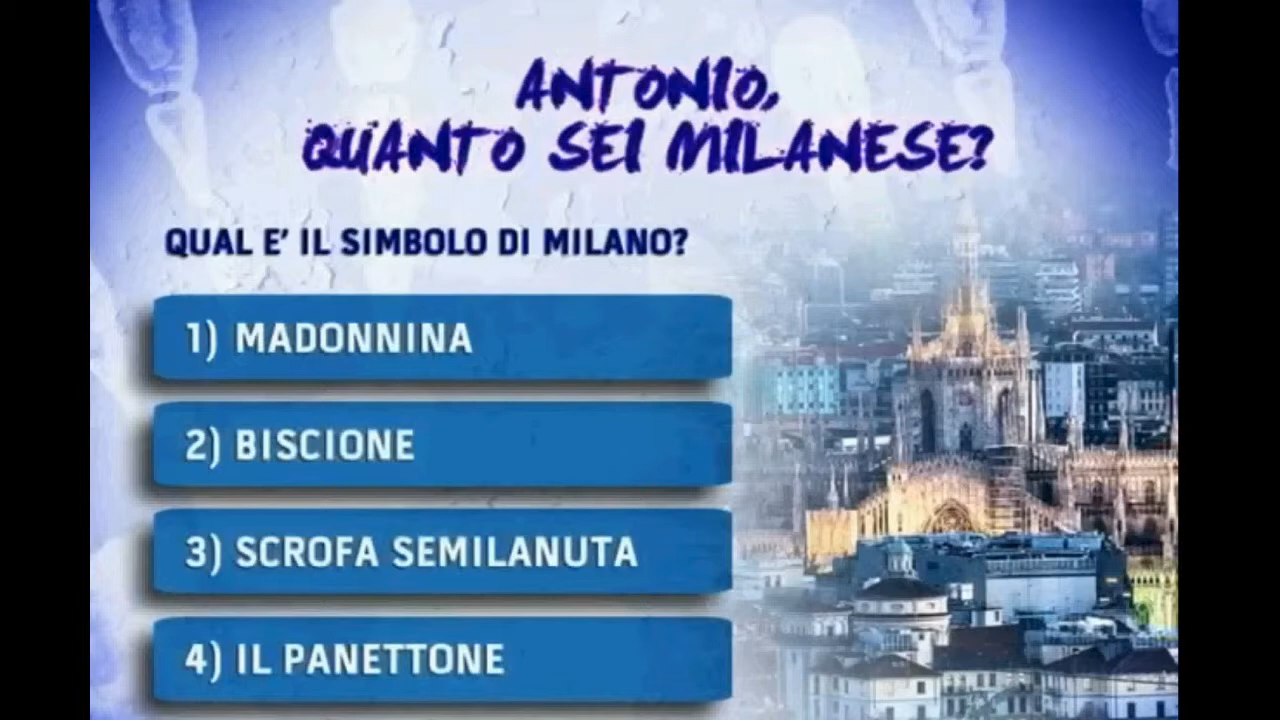 ANTONIO,
QUANTO SEI MILANESE?
QUAL E' IL SIMBOLO DI MILANO?
1) MADONNINA
2) BISCIONE
3) SCROFA SEMILANUTA
4) IL PANETTONE